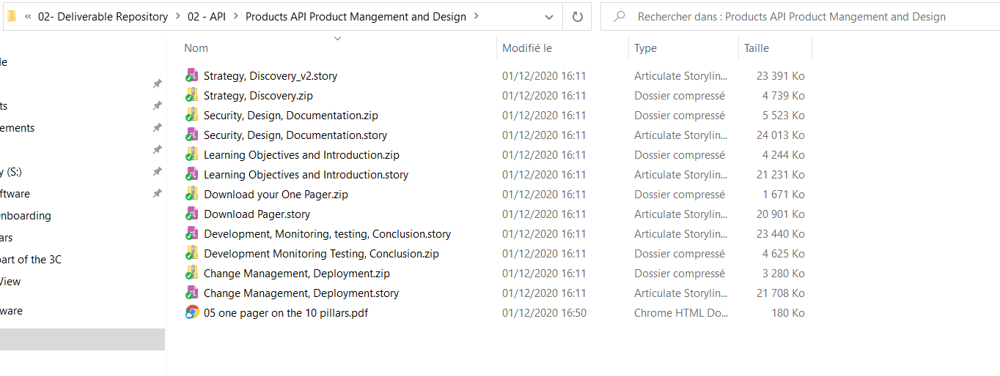 « 02- Deliverable Repository > 02 - API > Products API Product Mangement and Design >
Rechercher dans : Products API Product Mangement and Design
Nom Modifié le Type Taille
Strategy, Discovery_v2.story 01/12/2020 16:11 Articulate Storylin... 23 391 Ko
Strategy, Discovery.zip 01/12/2020 16:11 Dossier compressé 4 739 Ko
Security, Design, Documentation.zip 01/12/2020 16:11 Dossier compressé 5 523 Ko
Security, Design, Documentation.story 01/12/2020 16:11 Articulate Storylin... 24 013 Ko
Learning Objectives and Introduction.zip 01/12/2020 16:11 Dossier compressé 4 244 Ko
Learning Objectives and Introduction.story 01/12/2020 16:11 Articulate Storylin... 21 231 Ko
Download your One Pager.zip 01/12/2020 16:11 Dossier compressé 1 671 Ko
Download Pager.story 01/12/2020 16:11 Articulate Storylin... 20 901 Ko
Development, Monitoring, testing, Conclusion.story 01/12/2020 16:11 Articulate Storylin... 23 440 Ko
Development Monitoring Testing, Conclusion.zip 01/12/2020 16:11 Dossier compressé 4 625 Ko
Change Management, Deployment.zip 01/12/2020 16:11 Dossier compressé 3 280 Ko
Change Management, Deployment.story 01/12/2020 16:11 Articulate Storylin... 21 708 Ko
05 one pager on the 10 pillars.pdf 01/12/2020 16:50 Chrome HTML Do... 180 Ko
le
ts
ements
y (S:)
ftware
nboarding
ars
part of the 3C
View
ware